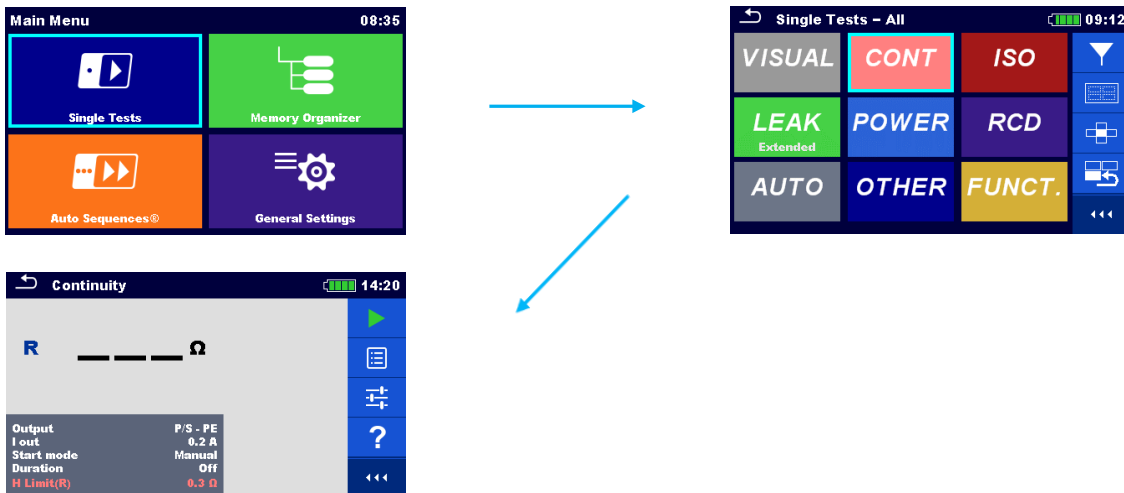 Main Menu 08:35
Single Tests
Memory Organizer
Auto Sequences®
General Settings
Single Tests – All 09:12
VISUAL CONT ISO
LEAK POWER RCD
Extended
AUTO OTHER FUNCT.
Continuity 14:20
R _ _ _ Ω
Output P/S - PE
I out 0.2 A
Start mode Manual
Duration Off
H Limit(R) 0.3 Ω
?